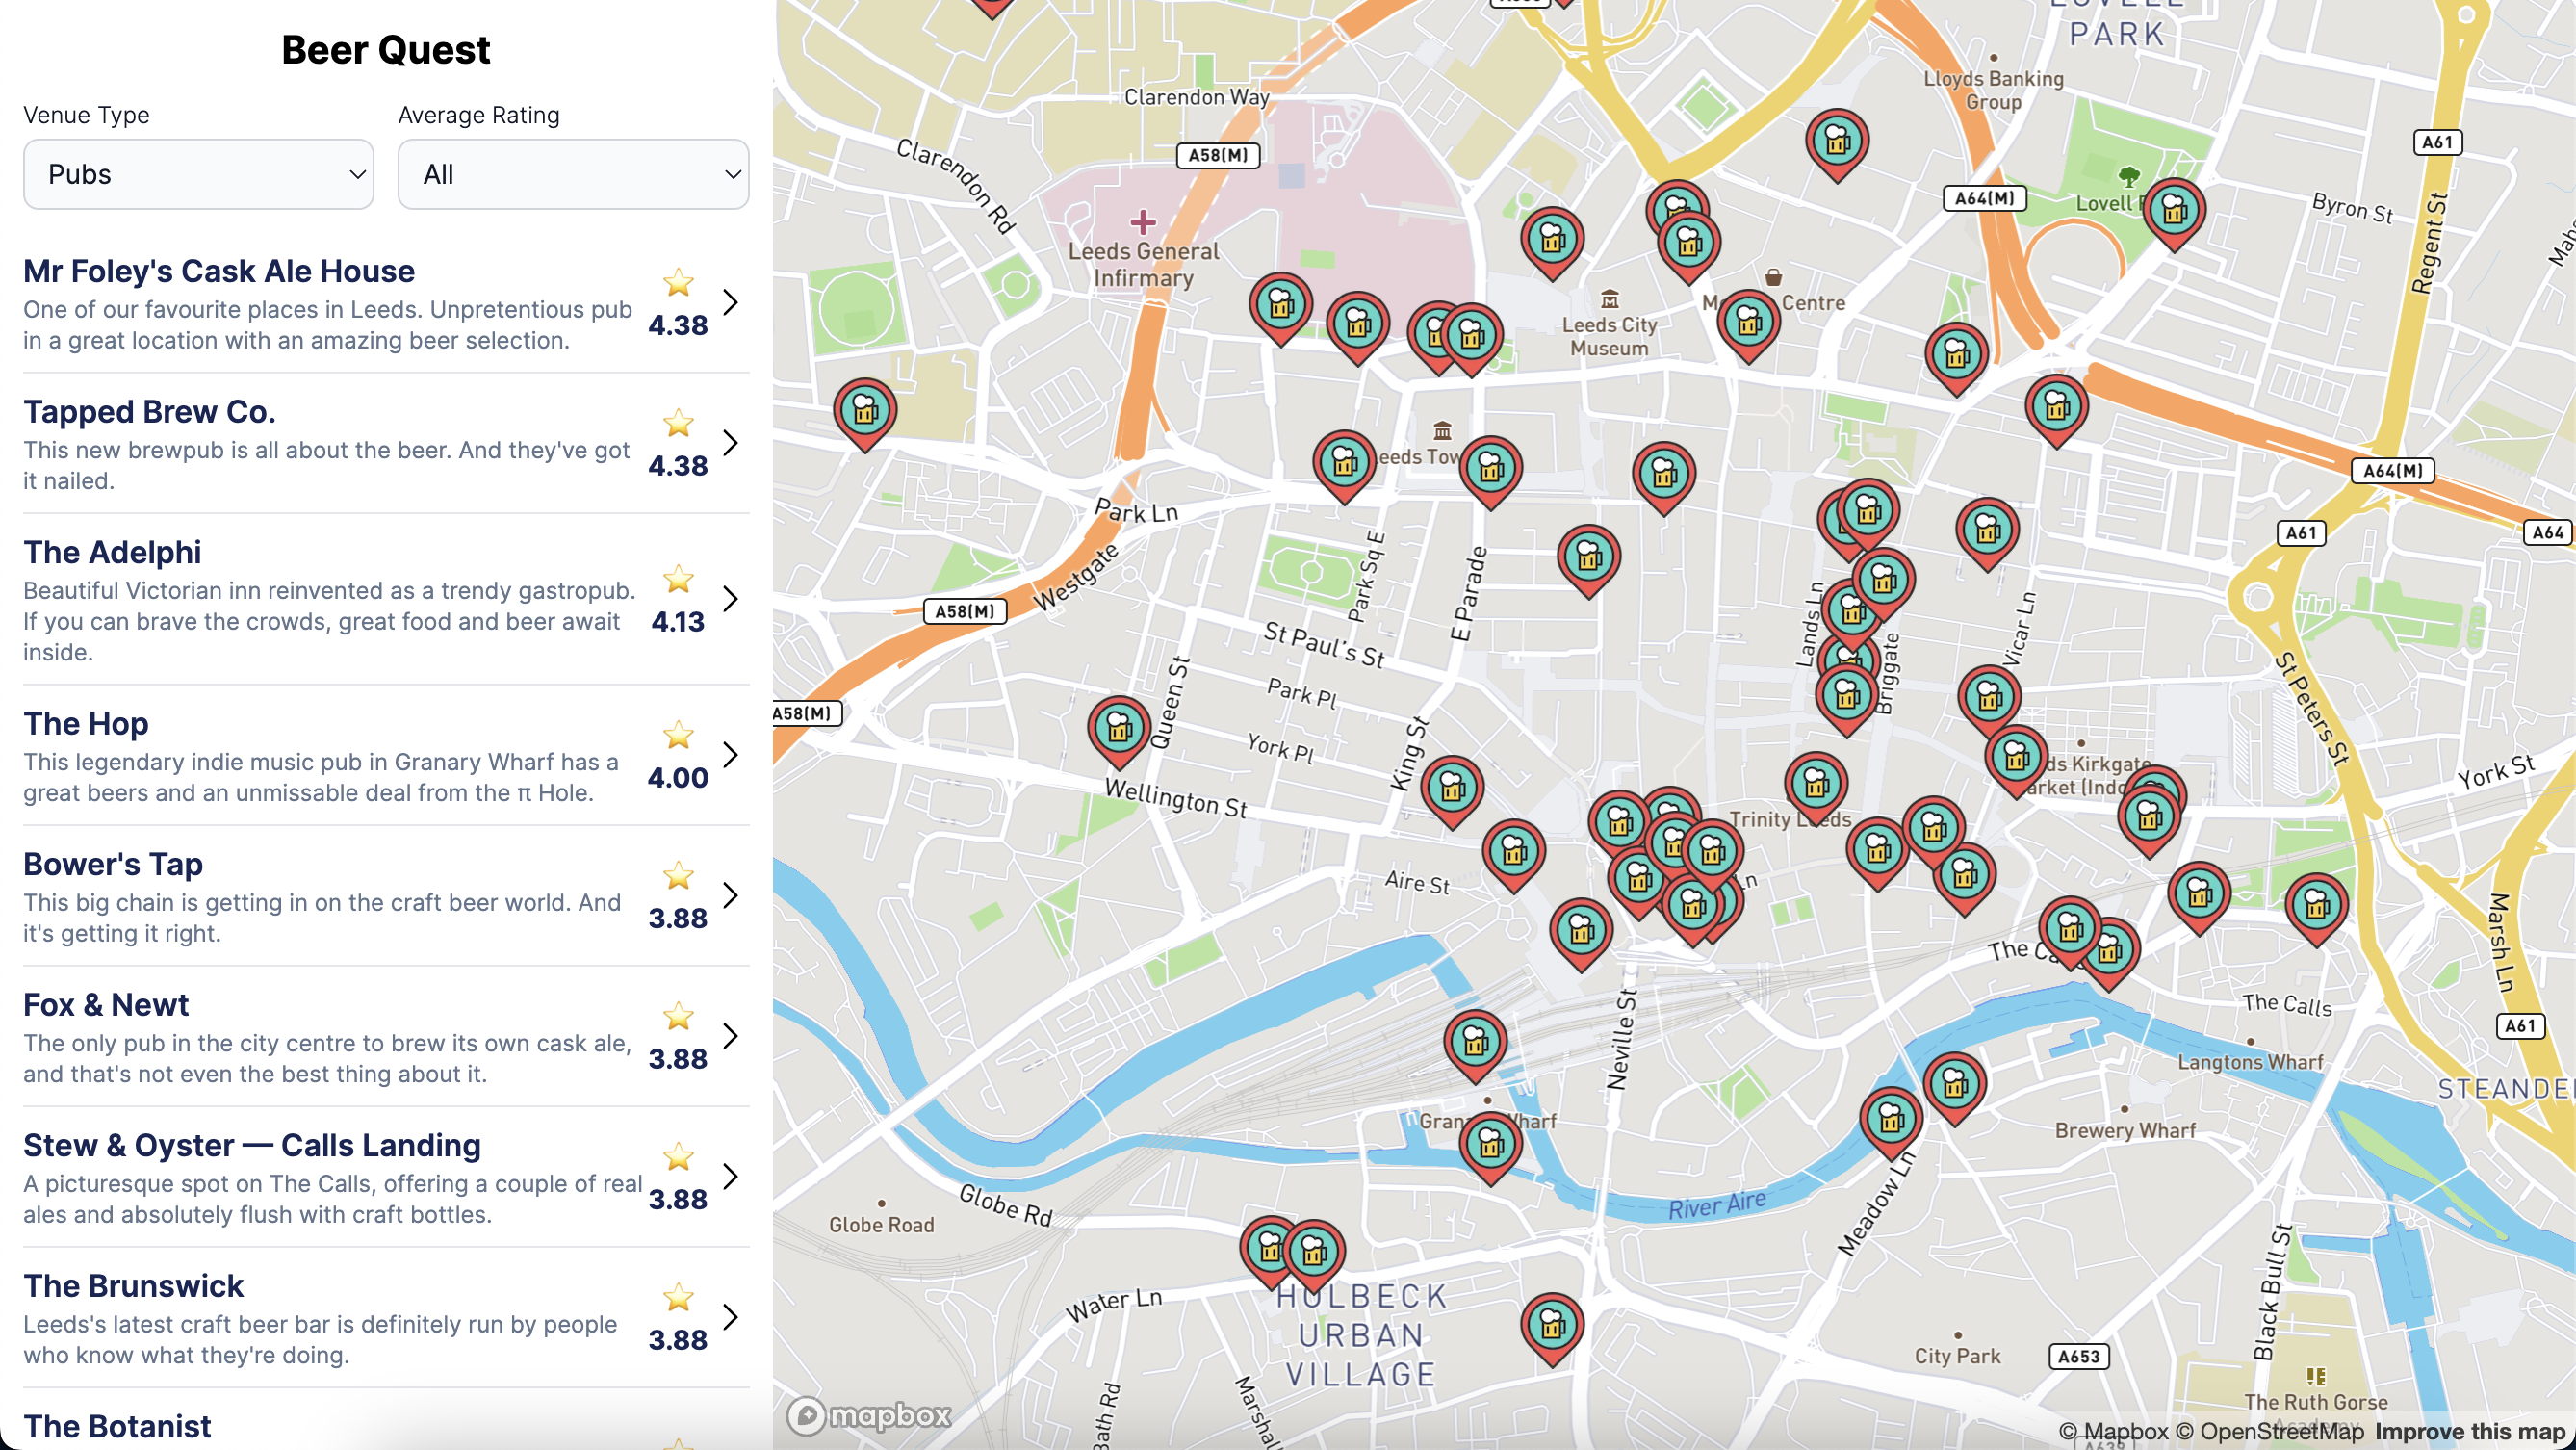 Beer Quest
Venue Type
Average Rating
Pubs
All
Mr Foley's Cask Ale House
One of our favourite places in Leeds. Unpretentious pub
in a great location with an amazing beer selection.
4.38
Tapped Brew Co.
This new brewpub is all about the beer. And they've got
it nailed.
4.38
The Adelphi
Beautiful Victorian inn reinvented as a trendy gastropub.
If you can brave the crowds, great food and beer await
inside.
4.13
The Hop
This legendary indie music pub in Granary Wharf has a
great beers and an unmissable deal from the π Hole.
4.00
Bower's Tap
This big chain is getting in on the craft beer world. And
it's getting it right.
3.88
Fox & Newt
The only pub in the city centre to brew its own cask ale,
and that's not even the best thing about it.
3.88
Stew & Oyster — Calls Landing
A picturesque spot on The Calls, offering a couple of real
ales and absolutely flush with craft bottles.
3.88
The Brunswick
Leeds's latest craft beer bar is definitely run by people
who know what they're doing.
3.88
The Botanist
PARK
Lloyds Banking
Group
Clarendon Way
A58(M)
A61
Clarendon Rd
A64(M)
Lovell
Byron St
Regent St
Leeds General
Infirmary
Centre
Leeds City
Museum
A64(M)
Park Ln
A61
A64
Westgate
Park Sq E
E Parade
A58(M)
Lands Ln
Vicar Ln
St Paul's St
Briggate
Queen St
Park Pl
St Peters St
A58(M)
York Pl
King St
Kirkgate
York St
Wellington St
Trinity Leeds
Aire St
Ln
Marsh Ln
The Calls
Neville St
A61
Langtons Wharf
Wharf
Brewery Wharf
River Aire
Meadow Ln
Globe Rd
Globe Road
Black Bull St
Water Ln
HOLBECK
URBAN
VILLAGE
City Park
A653
The Ruth Gorse
Academy
mapbox
© Mapbox © OpenStreetMap Improve this map